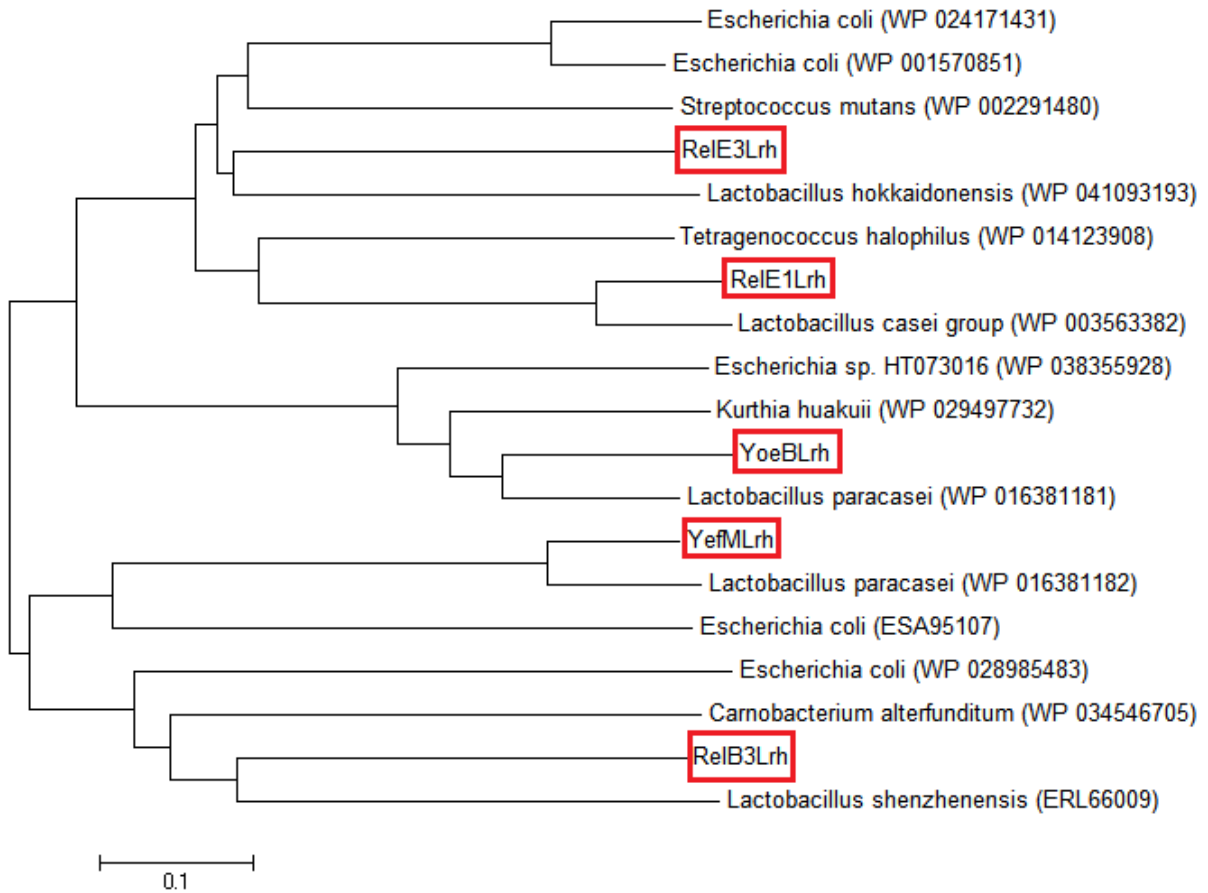 Escherichia coli (WP 024171431)
Escherichia coli (WP 001570851)
Streptococcus mutans (WP 002291480)
RelE3Lrh
Lactobacillus hokkaidonensis (WP 041093193)
Tetragenococcus halophilus (WP 014123908)
RelE1Lrh
Lactobacillus casei group (WP 003563382)
Escherichia sp. HT073016 (WP 038355928)
Kurthia huakuii (WP 029497732)
YoeBLrh
Lactobacillus paracasei (WP 016381181)
YefMLrh
Lactobacillus paracasei (WP 016381182)
Escherichia coli (ESA95107)
Escherichia coli (WP 028985483)
Carnobacterium alterfunditum (WP 034546705)
RelB3Lrh
Lactobacillus shenzhenensis (ERL66009)
0.1